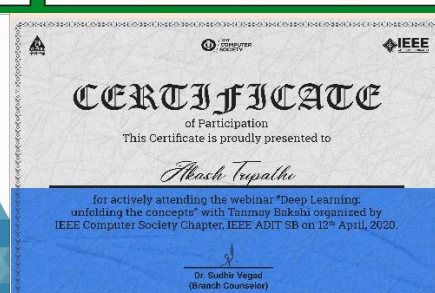 IEEE
COMPUTER
SOCIETY
IEEE
CERTIFICATE
of Participation
This Certificate is proudly presented to
Akash Tripathi
for actively attending the webinar "Deep Learning:
unfolding the concepts" with Tanmay Bakshi organized by
IEEE Computer Society Chapter, IEEE ADIT SB on 12th April, 2020.
Dr. Sudhir Vegad
(Branch Counselor)